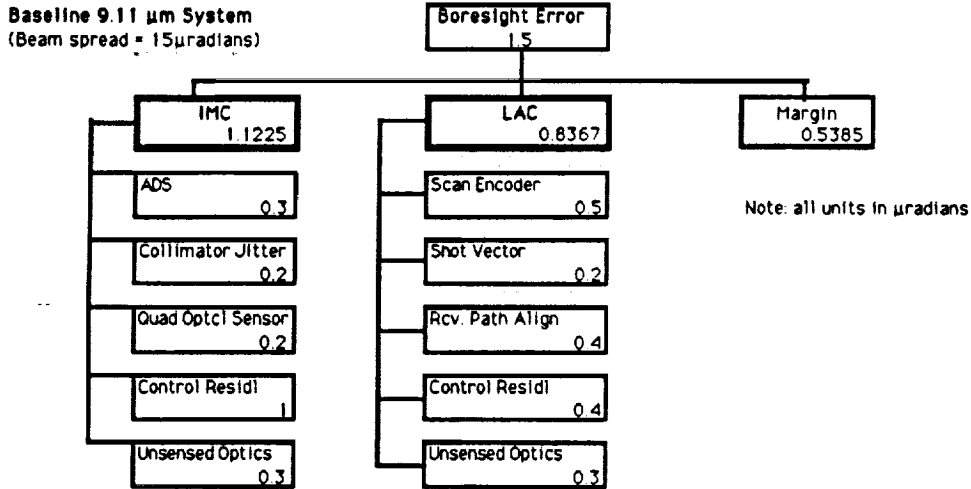 Baseline 9.11 µm System
(Beam spread = 15µradians)
Boresight Error
1.5
IMC
1.1225
LAC
0.8367
Margin
0.5385
ADS
0.3
Scan Encoder
0.5
Note: all units in µradians
Collimator Jitter
0.2
Shot Vector
0.2
Quad Optcl Sensor
0.2
Rcv. Path Align
0.4
Control Residl
1
Control Residl
0.4
Unsensed Optics
0.3
Unsensed Optics
0.3